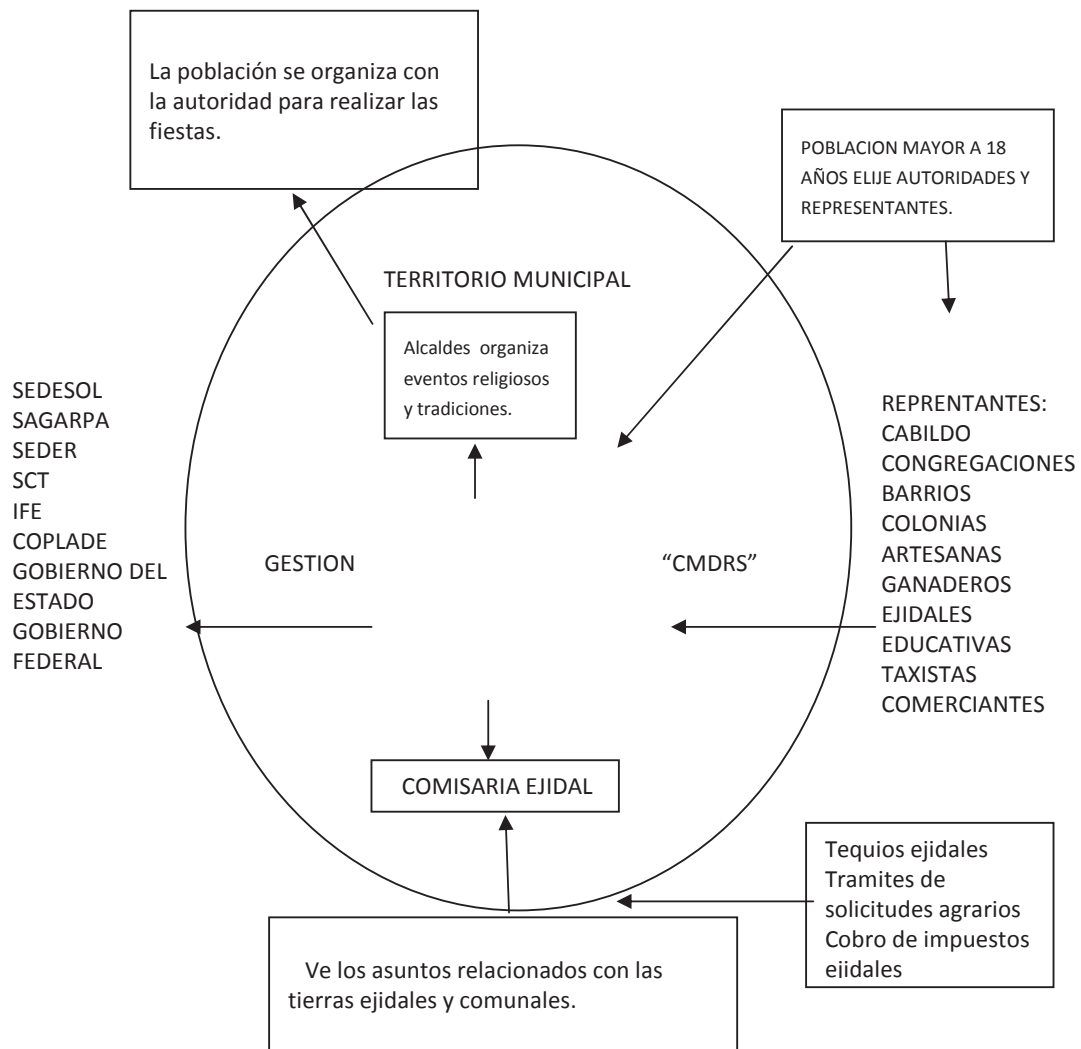 La población se organiza con
la autoridad para realizar las
fiestas.
POBLACION MAYOR A 18
AÑOS ELIJE AUTORIDADES Y
REPRESENTANTES.
TERRITORIO MUNICIPAL
Alcaldes organiza
eventos religiosos
y tradiciones.
SEDESOL
SAGARPA
SEDER
SCT
IFE
COPLADE
GOBIERNO DEL
ESTADO
GOBIERNO
FEDERAL
GESTION
“CMDRS”
REPRENTANTES:
CABILDO
CONGREGACIONES
BARRIOS
COLONIAS
ARTESANAS
GANADEROS
EJIDALES
EDUCATIVAS
TAXISTAS
COMERCIANTES
COMISARIA EJIDAL
Tequios ejidales
Tramites de
solicitudes agrarios
Cobro de impuestos
ejidales
Ve los asuntos relacionados con las
tierras ejidales y comunales.